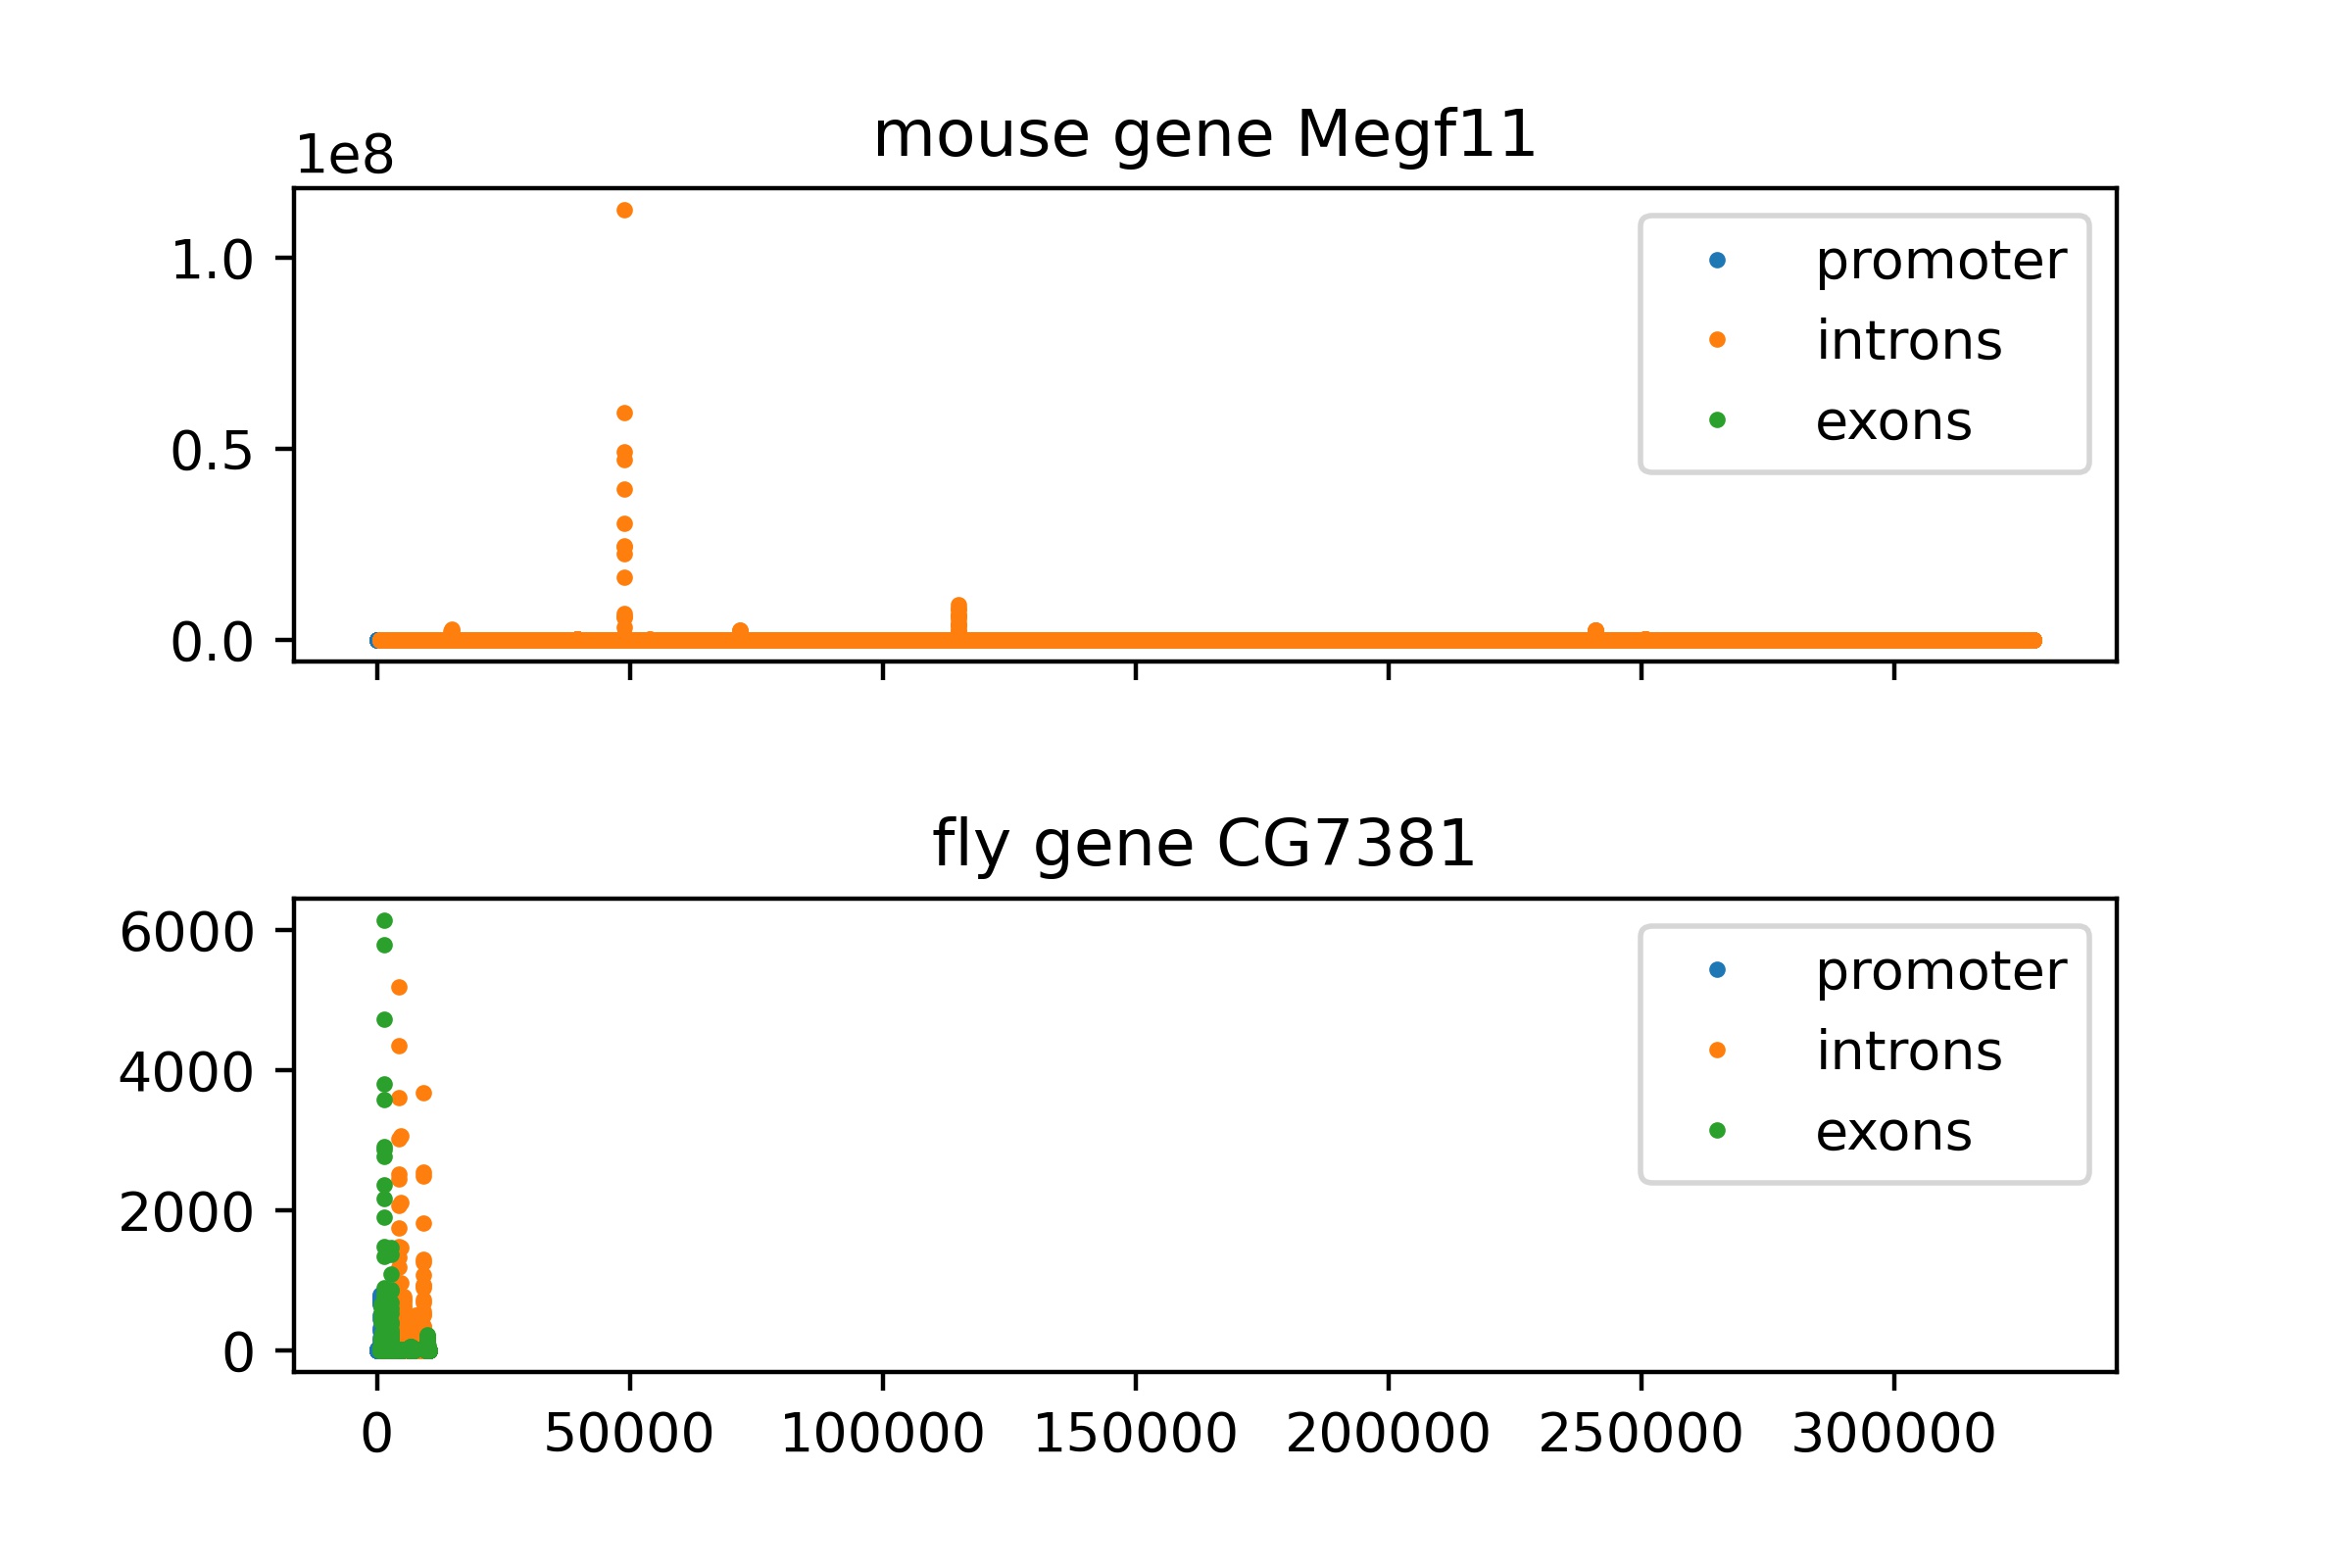 mouse gene Megf11
1e8
1.0
0.5
0.0
promoter
introns
exons
fly gene CG7381
6000
4000
2000
0
promoter
introns
exons
0 50000 100000 150000 200000 250000 300000